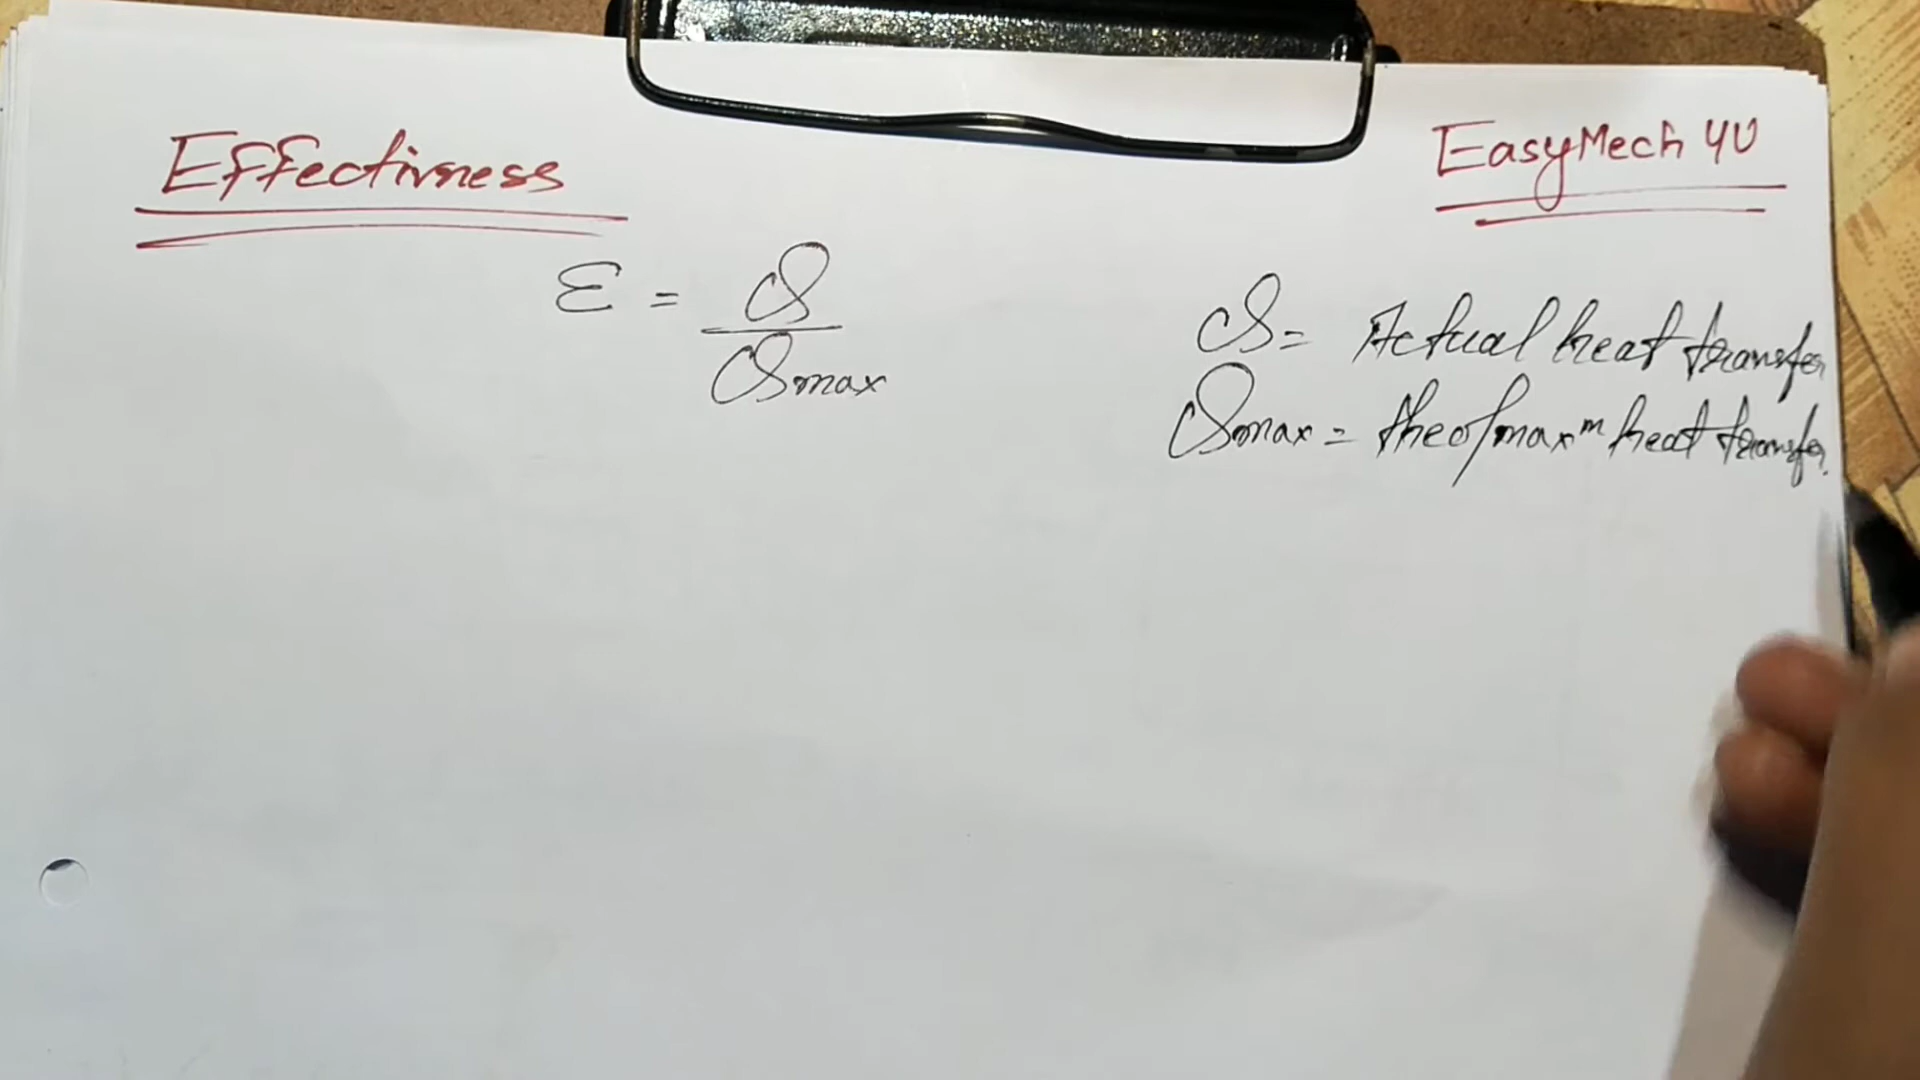 Effectivness
EasyMech 4U
ε = Q / Qmax
Q = Actual heat transfer
Qmax = theo/maxᵐ heat transfer.